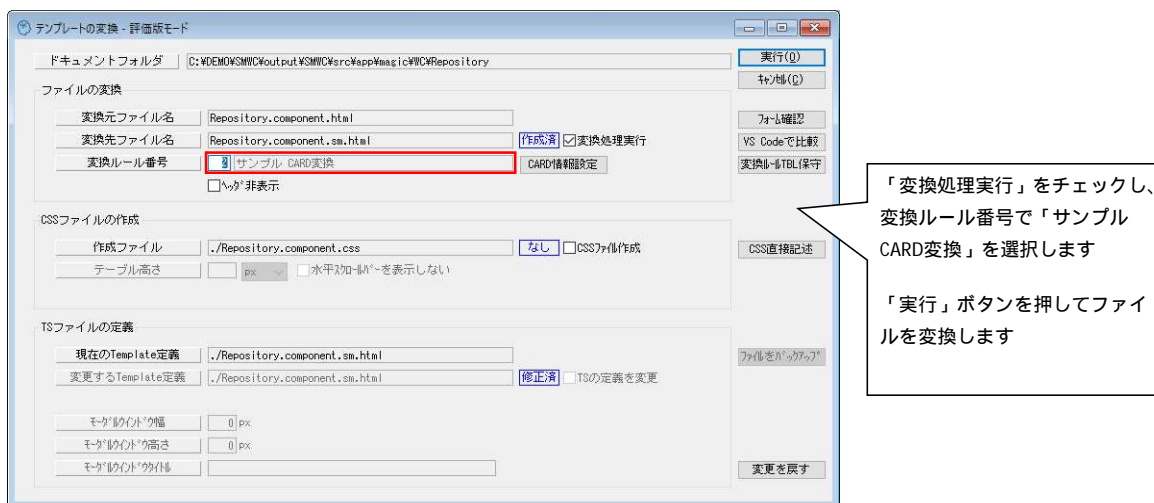 テンプレートの変換 - 評価版モード
ドキュメントフォルダ C:¥DEMO¥SMWC¥output¥SMWC¥src¥app¥magic¥WC¥Repository 実行(O)
ｷｬﾝｾﾙ(C)
ファイルの変換
変換元ファイル名 Repository.component.html ﾌｫｰﾑ確認
変換先ファイル名 Repository.component.sm.html 作成済 変換処理実行 VS Codeで比較
変換ルール番号 サンプル CARD変換 CARD情報設定 変換ﾙｰﾙTBL保守
ﾍｯﾀﾞ非表示
CSSファイルの作成
作成ファイル ./Repository.component.css なし CSSﾌｧｲﾙ作成 CSS直接記述
テーブル高さ px 水平ｽｸﾛｰﾙﾊﾞｰを表示しない
TSファイルの定義
現在のTemplate定義 ./Repository.component.sm.html ﾌｧｲﾙをﾊﾞｯｸｱｯﾌﾟ
変更するTemplate定義 ./Repository.component.sm.html 修正済 TSの定義を変更
ﾓｰﾀﾞﾙｳｨﾝﾄﾞｳ幅 0 px
ﾓｰﾀﾞﾙｳｨﾝﾄﾞｳ高さ 0 px
ﾓｰﾀﾞﾙｳｨﾝﾄﾞｳﾀｲﾄﾙ 変更を戻す
「変換処理実行」をチェックし、
変換ルール番号で「サンプル
CARD変換」を選択します
「実行」ボタンを押してファイ
ルを変換します